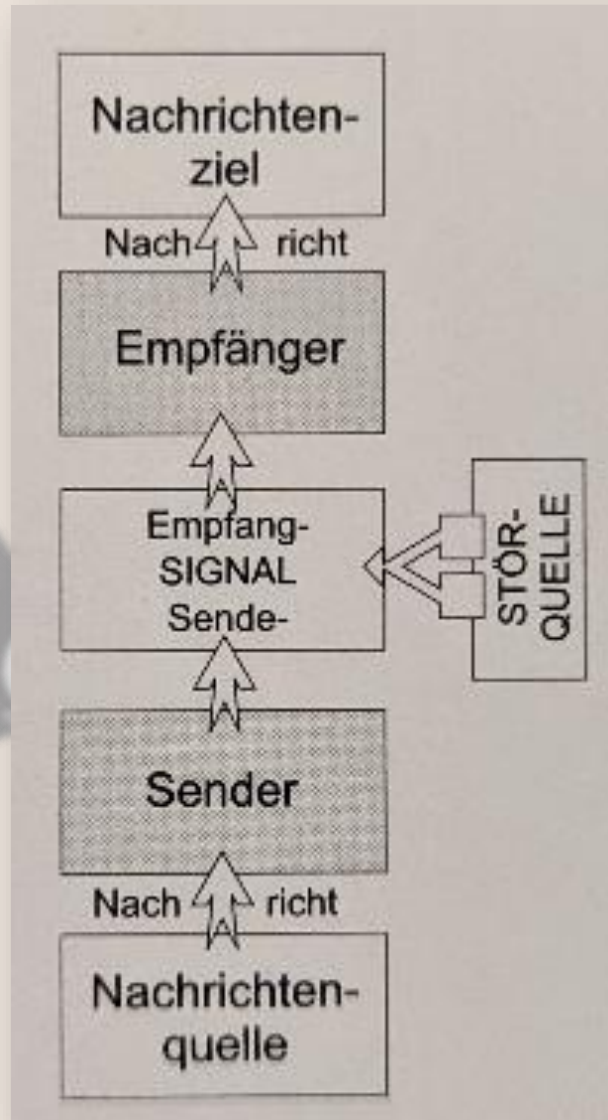 Nachrichten-
ziel
Nach richt
Empfänger
Empfang-
SIGNAL
Sende-
STÖR-
QUELLE
Sender
Nach richt
Nachrichten-
quelle